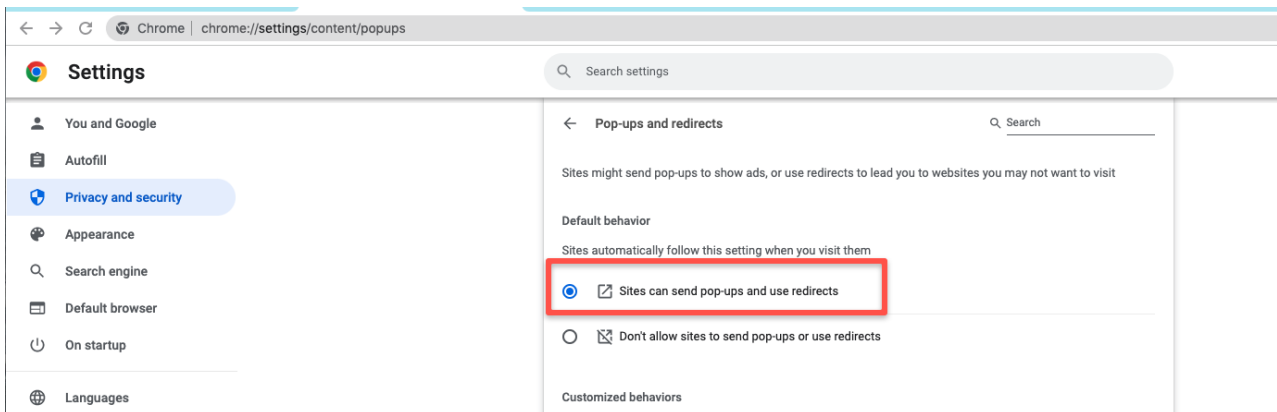 Chrome | chrome://settings/content/popups
Settings
Search settings
You and Google
Autofill
Privacy and security
Appearance
Search engine
Default browser
On startup
Languages
Pop-ups and redirects
Search
Sites might send pop-ups to show ads, or use redirects to lead you to websites you may not want to visit
Default behavior
Sites automatically follow this setting when you visit them
Sites can send pop-ups and use redirects
Don't allow sites to send pop-ups or use redirects
Customized behaviors